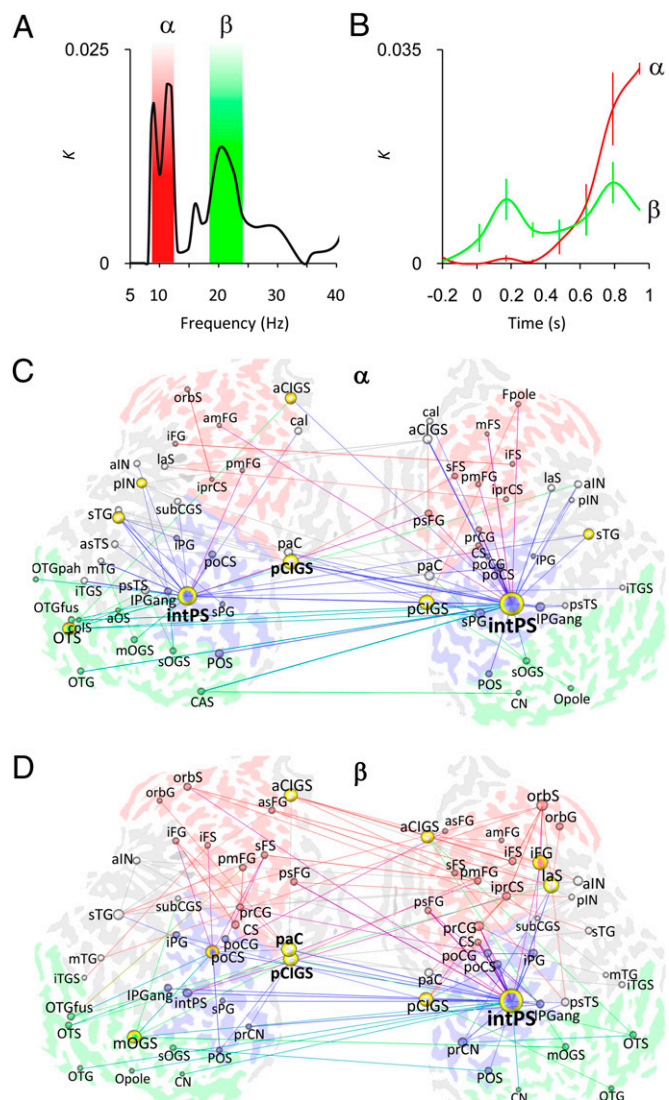 A
α
β
0.025
K
0
5
10
20
30
40
Frequency (Hz)
B
0.035
K
0
α
β
-0.2
0
0.2
0.4
0.6
0.8
1
Time (s)
C
α
orbS
aCIGS
amFG
iFG
cal
aIN
laS
pmFG
pIN
iprCS
sTG
subCGS
asTS
iPG
paC
OTGpah
mTG
poCS
pCIGS
iTGS
psTS
lPGang
OTGfus
intPS
sPG
aOS
plS
OTS
mOGS
sOGS
POS
OTG
CAS
cal
aCIGS
Fpole
mFS
iFS
sFS
pmFG
laS
aIN
iprCS
pIN
psFG
sTG
prCG
CS
poCG
iPG
poCS
paC
iTGS
pCIGS
intPS
psTS
sPG
lPGang
sOGS
POS
CN
Opole
D
β
orbS
aCIGS
orbG
asFG
iFG
iFS
sFS
aIN
pmFG
psFG
subCGS
prCG
sTG
CS
iPG
poCG
paC
mTG
poCS
pCIGS
iTGS
lPGang
OTGfus
intPS
sPG
OTS
prCN
mOGS
sOGS
POS
OTG
Opole
CN
orbS
aCIGS
asFG
orbG
amFG
iFG
iFS
sFS
laS
pmFG
aIN
iprCS
pIN
psFG
subCGS
prCG
sTG
CS
poCG
iPG
poCS
paC
mTG
iTGS
pCIGS
psTS
intPS
lPGang
OTS
prCN
mOGS
POS
CN
OTG